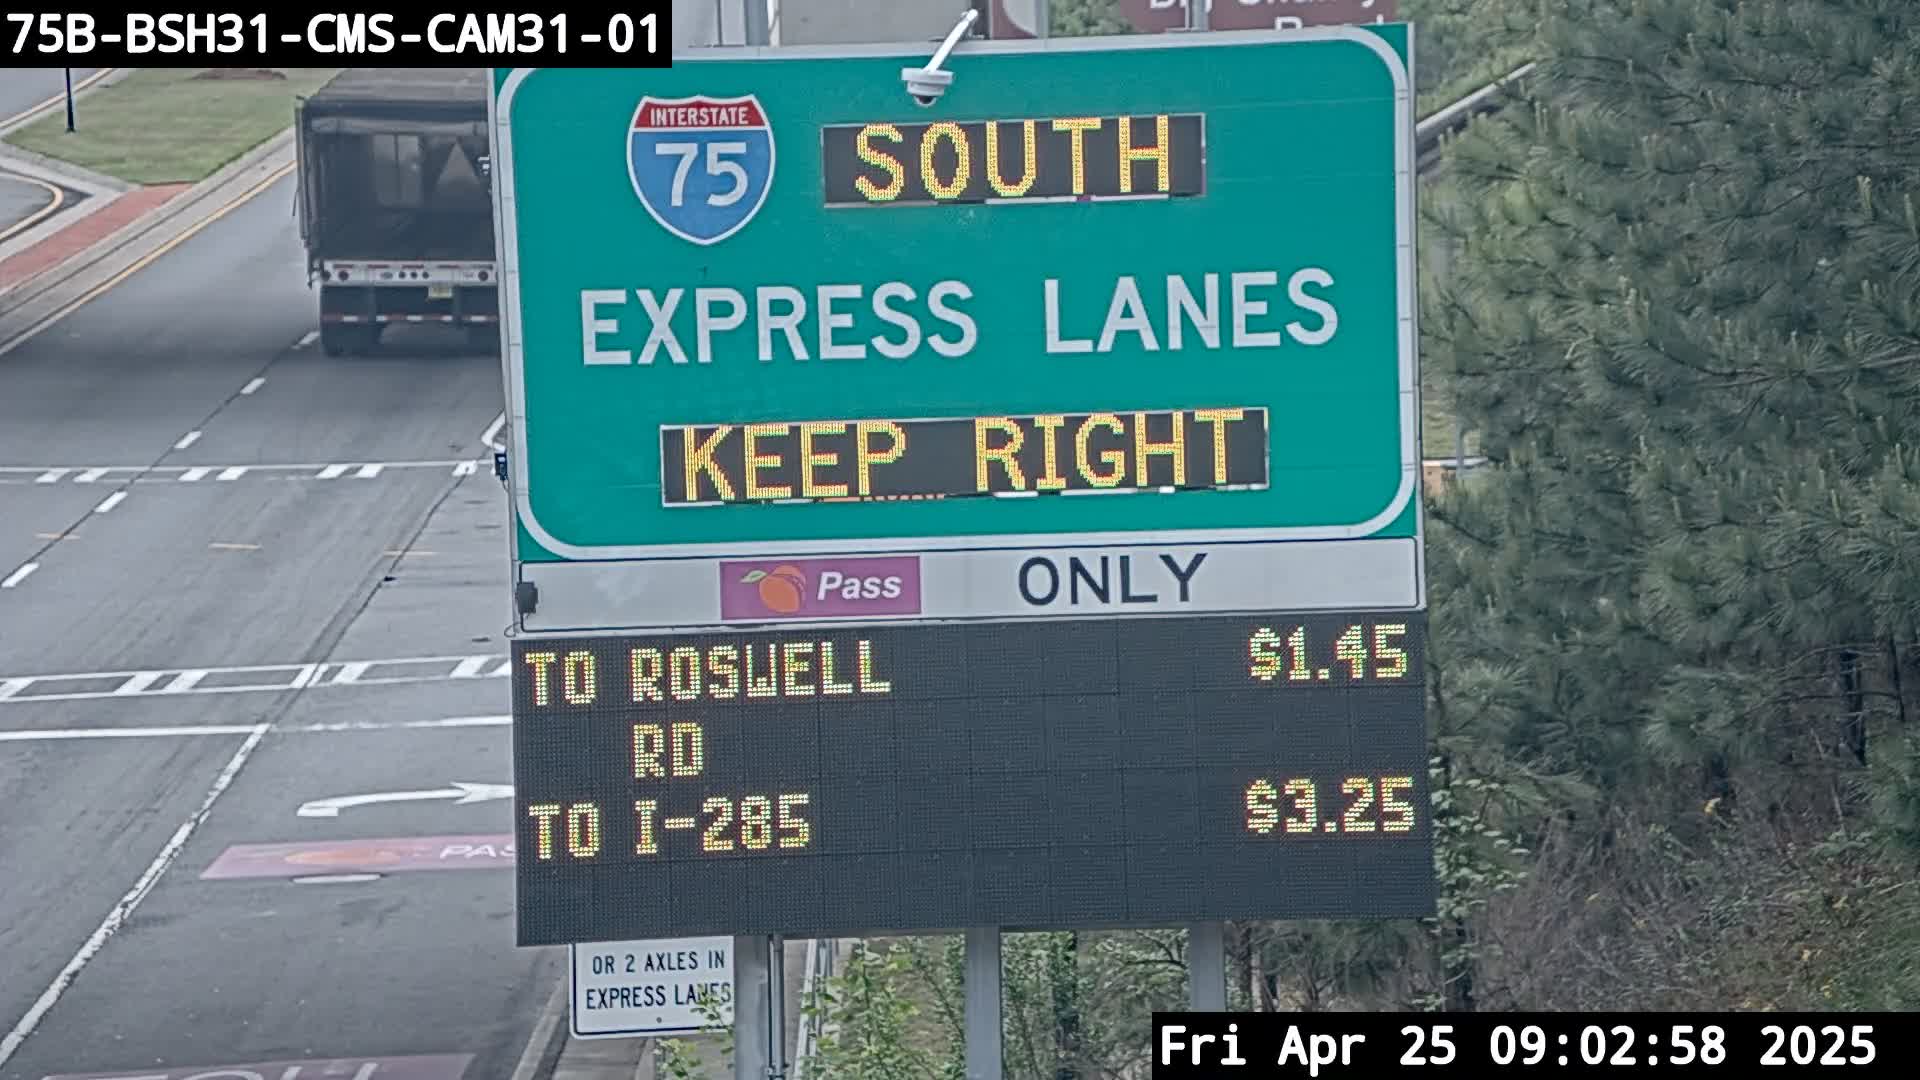 75B-BSH31-CMS-CAM31-01
INTERSTATE
75
SOUTH
EXPRESS LANES
KEEP RIGHT
Pass
ONLY
TO ROSWELL $1.45
RD
TO I-285 $3.25
OR 2 AXLES IN
EXPRESS LANES
Fri Apr 25 09:02:58 2025